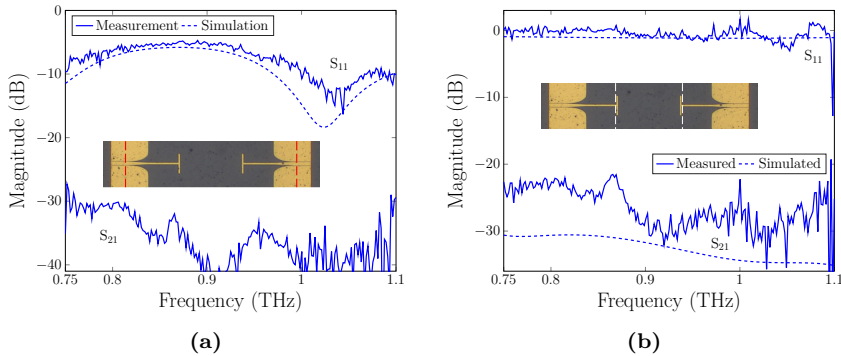 0
−10
−20
−30
−40
Magnitude (dB)
Measurement
Simulation
S11
S21
0.75
0.8
0.9
1
1.1
Frequency (THz)
(a)
0
−10
−20
−30
Magnitude (dB)
S11
Measured
Simulated
S21
0.75
0.8
0.9
1
1.1
Frequency (THz)
(b)